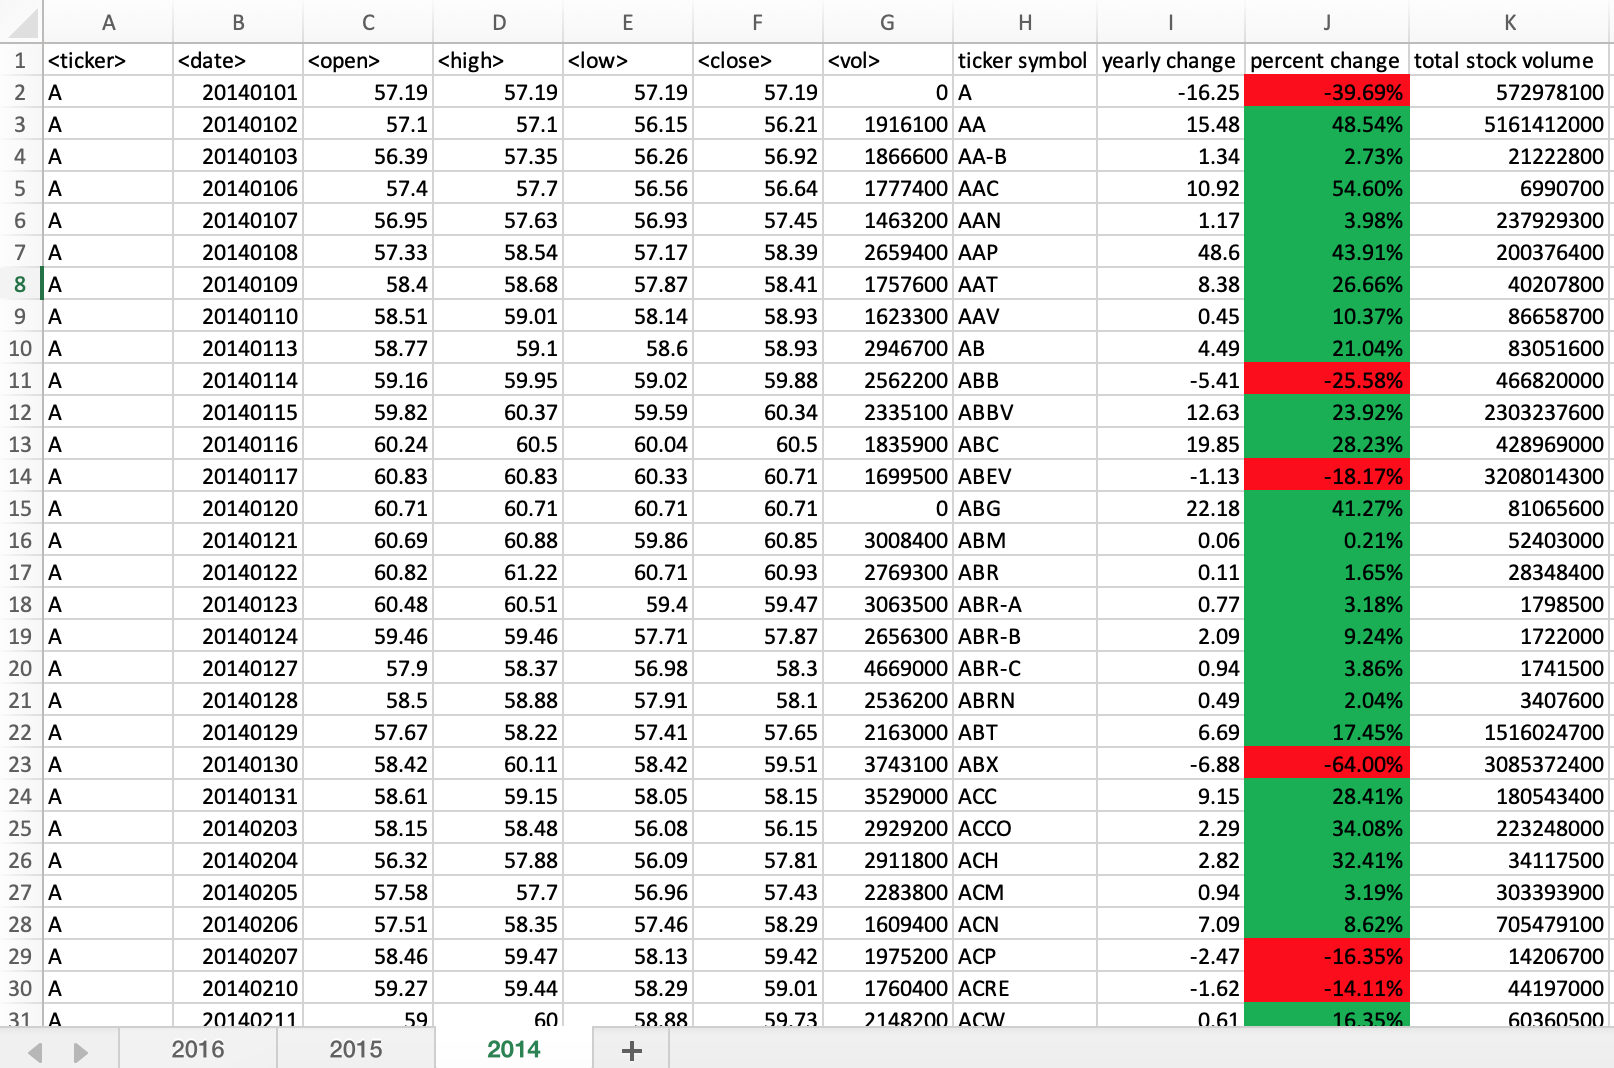 A B C D E F G H I J K
1 <ticker> <date> <open> <high> <low> <close> <vol> ticker symbol yearly change percent change total stock volume
2 A 20140101 57.19 57.19 57.19 57.19 0 A -16.25 -39.69% 572978100
3 A 20140102 57.1 57.1 56.15 56.21 1916100 AA 15.48 48.54% 5161412000
4 A 20140103 56.39 57.35 56.26 56.92 1866600 AA-B 1.34 2.73% 21222800
5 A 20140106 57.4 57.7 56.56 56.64 1777400 AAC 10.92 54.60% 6990700
6 A 20140107 56.95 57.63 56.93 57.45 1463200 AAN 1.17 3.98% 237929300
7 A 20140108 57.33 58.54 57.17 58.39 2659400 AAP 48.6 43.91% 200376400
8 A 20140109 58.4 58.68 57.87 58.41 1757600 AAT 8.38 26.66% 40207800
9 A 20140110 58.51 59.01 58.14 58.93 1623300 AAV 0.45 10.37% 86658700
10 A 20140113 58.77 59.1 58.6 58.93 2946700 AB 4.49 21.04% 83051600
11 A 20140114 59.16 59.95 59.02 59.88 2562200 ABB -5.41 -25.58% 466820000
12 A 20140115 59.82 60.37 59.59 60.34 2335100 ABBV 12.63 23.92% 2303237600
13 A 20140116 60.24 60.5 60.04 60.5 1835900 ABC 19.85 28.23% 428969000
14 A 20140117 60.83 60.83 60.33 60.71 1699500 ABEV -1.13 -18.17% 3208014300
15 A 20140120 60.71 60.71 60.71 60.71 0 ABG 22.18 41.27% 81065600
16 A 20140121 60.69 60.88 59.86 60.85 3008400 ABM 0.06 0.21% 52403000
17 A 20140122 60.82 61.22 60.71 60.93 2769300 ABR 0.11 1.65% 28348400
18 A 20140123 60.48 60.51 59.4 59.47 3063500 ABR-A 0.77 3.18% 1798500
19 A 20140124 59.46 59.46 57.71 57.87 2656300 ABR-B 2.09 9.24% 1722000
20 A 20140127 57.9 58.37 56.98 58.3 4669000 ABR-C 0.94 3.86% 1741500
21 A 20140128 58.5 58.88 57.91 58.1 2536200 ABRN 0.49 2.04% 3407600
22 A 20140129 57.67 58.22 57.41 57.65 2163000 ABT 6.69 17.45% 1516024700
23 A 20140130 58.42 60.11 58.42 59.51 3743100 ABX -6.88 -64.00% 3085372400
24 A 20140131 58.61 59.15 58.05 58.15 3529000 ACC 9.15 28.41% 180543400
25 A 20140203 58.15 58.48 56.08 56.15 2929200 ACCO 2.29 34.08% 223248000
26 A 20140204 56.32 57.88 56.09 57.81 2911800 ACH 2.82 32.41% 34117500
27 A 20140205 57.58 57.7 56.96 57.43 2283800 ACM 0.94 3.19% 303393900
28 A 20140206 57.51 58.35 57.46 58.29 1609400 ACN 7.09 8.62% 705479100
29 A 20140207 58.46 59.47 58.13 59.42 1975200 ACP -2.47 -16.35% 14206700
30 A 20140210 59.27 59.44 58.29 59.01 1760400 ACRE -1.62 -14.11% 44197000
31 A 20140211 59 60 58.88 59.73 2148200 ACW 0.61 16.35% 60360500
2016 2015 2014 +